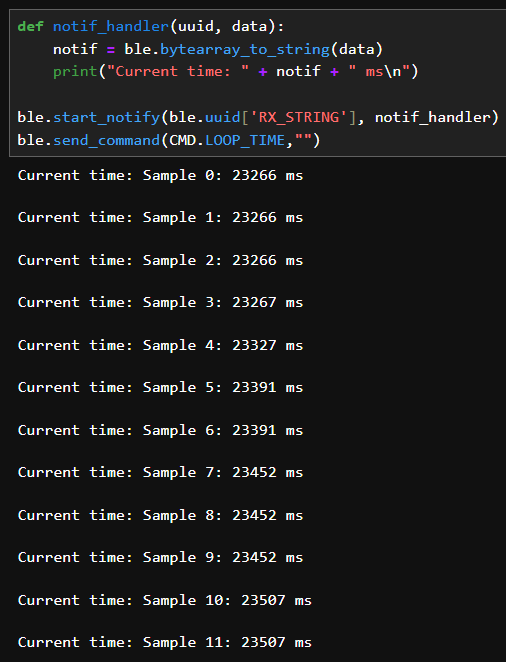 def notif_handler(uuid, data):
    notif = ble.bytearray_to_string(data)
    print("Current time: " + notif + " ms\n")
ble.start_notify(ble.uuid['RX_STRING'], notif_handler)
ble.send_command(CMD.LOOP_TIME,"")
Current time: Sample 0: 23266 ms
Current time: Sample 1: 23266 ms
Current time: Sample 2: 23266 ms
Current time: Sample 3: 23267 ms
Current time: Sample 4: 23327 ms
Current time: Sample 5: 23391 ms
Current time: Sample 6: 23391 ms
Current time: Sample 7: 23452 ms
Current time: Sample 8: 23452 ms
Current time: Sample 9: 23452 ms
Current time: Sample 10: 23507 ms
Current time: Sample 11: 23507 ms